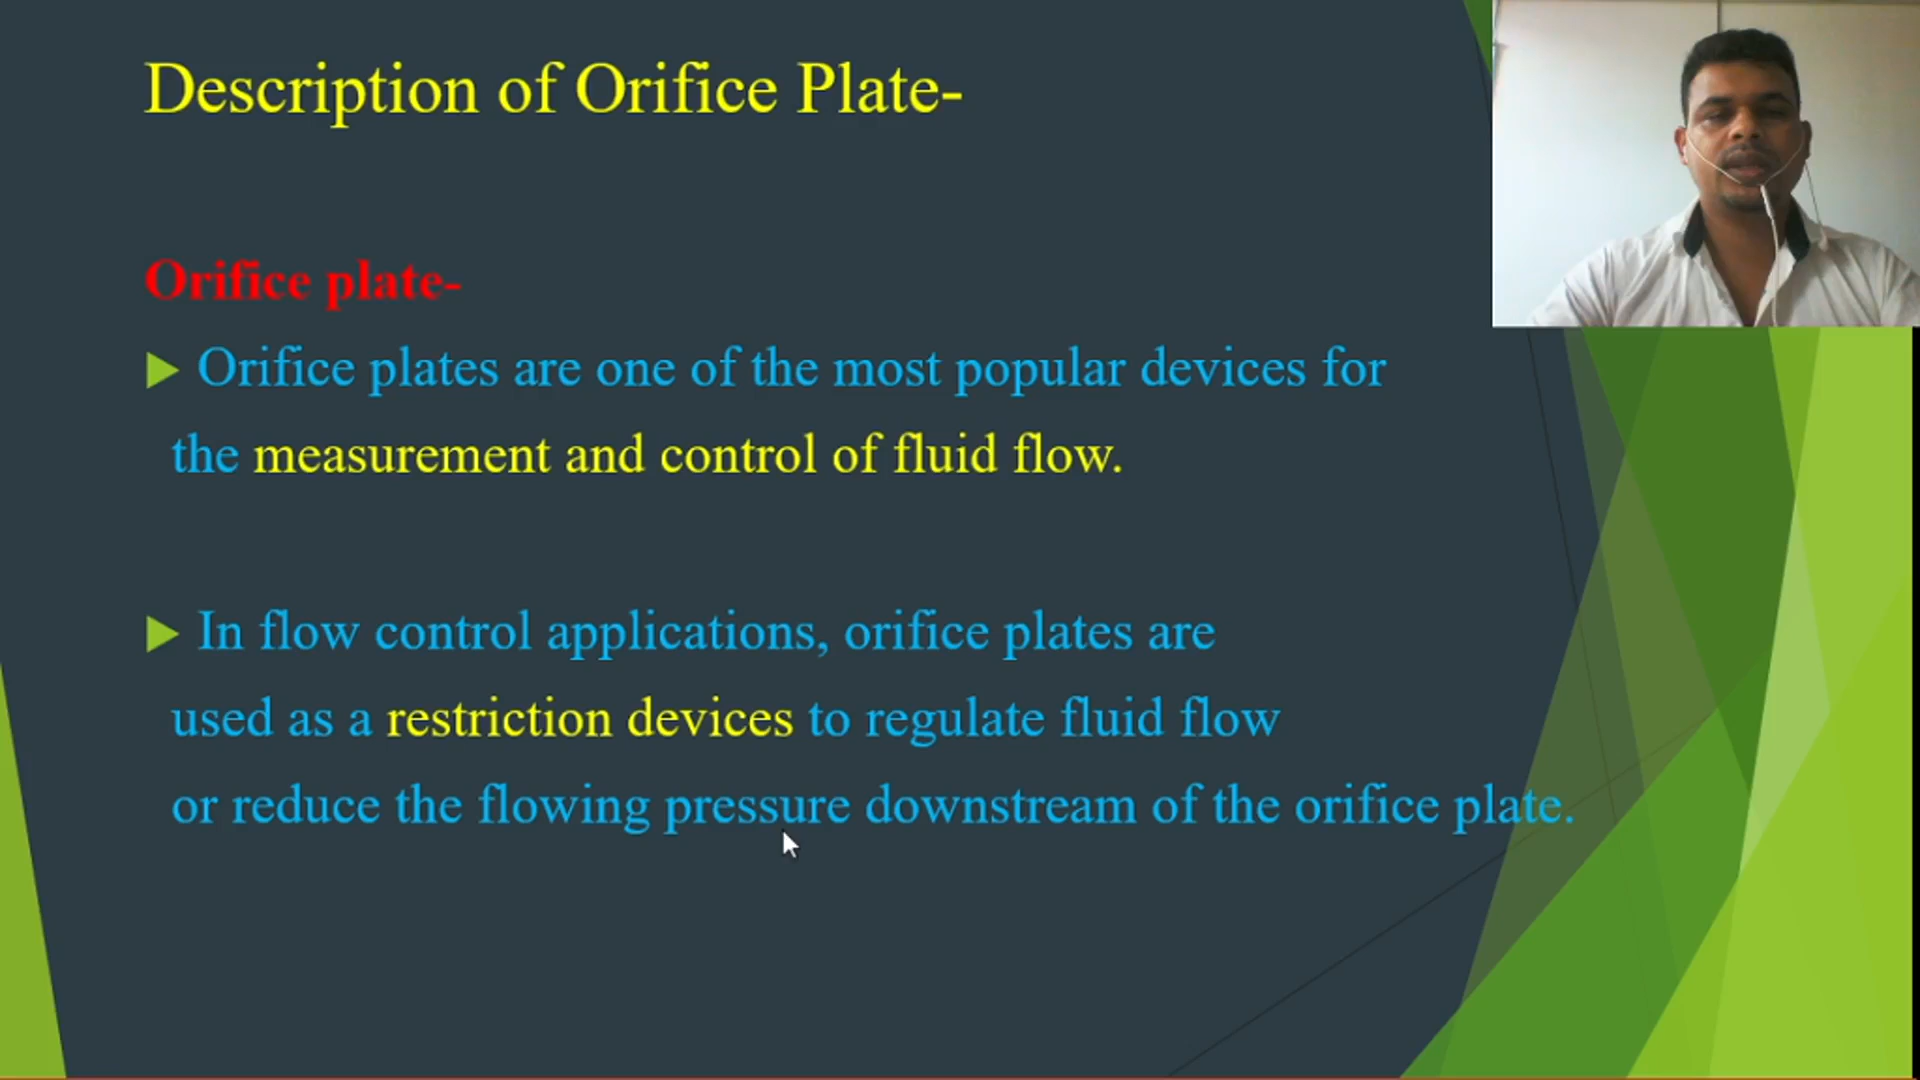 Description of Orifice Plate-
Orifice plate-
Orifice plates are one of the most popular devices for
the measurement and control of fluid flow.
In flow control applications, orifice plates are
used as a restriction devices to regulate fluid flow
or reduce the flowing pressure downstream of the orifice plate.